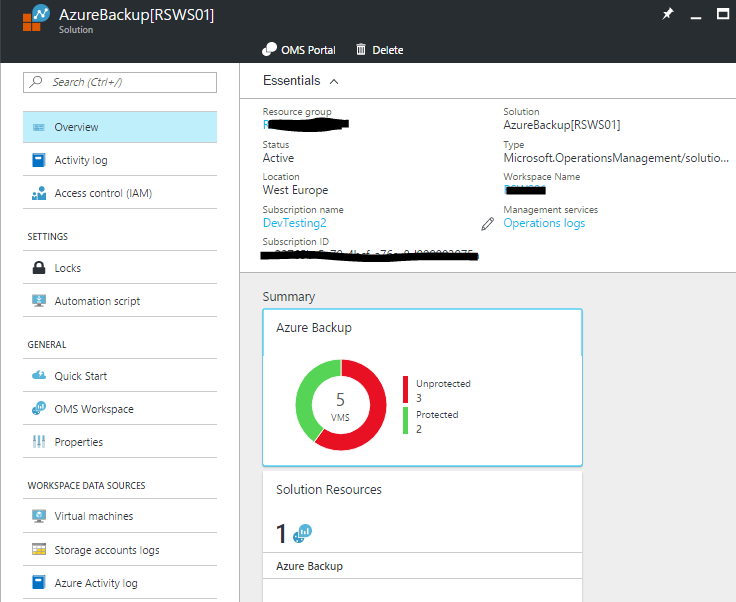 AzureBackup[RSWS01]
Solution
OMS Portal
Delete
Search (Ctrl+/)
Overview
Activity log
Access control (IAM)
SETTINGS
Locks
Automation script
GENERAL
Quick Start
OMS Workspace
Properties
WORKSPACE DATA SOURCES
Virtual machines
Storage accounts logs
Azure Activity log
Essentials
Resource group
Status
Active
Location
West Europe
Subscription name
DevTesting2
Subscription ID
Solution
AzureBackup[RSWS01]
Type
Microsoft.OperationsManagement/solutio...
Workspace Name
Management services
Operations logs
Summary
Azure Backup
5
VMS
Unprotected
3
Protected
2
Solution Resources
1
Azure Backup